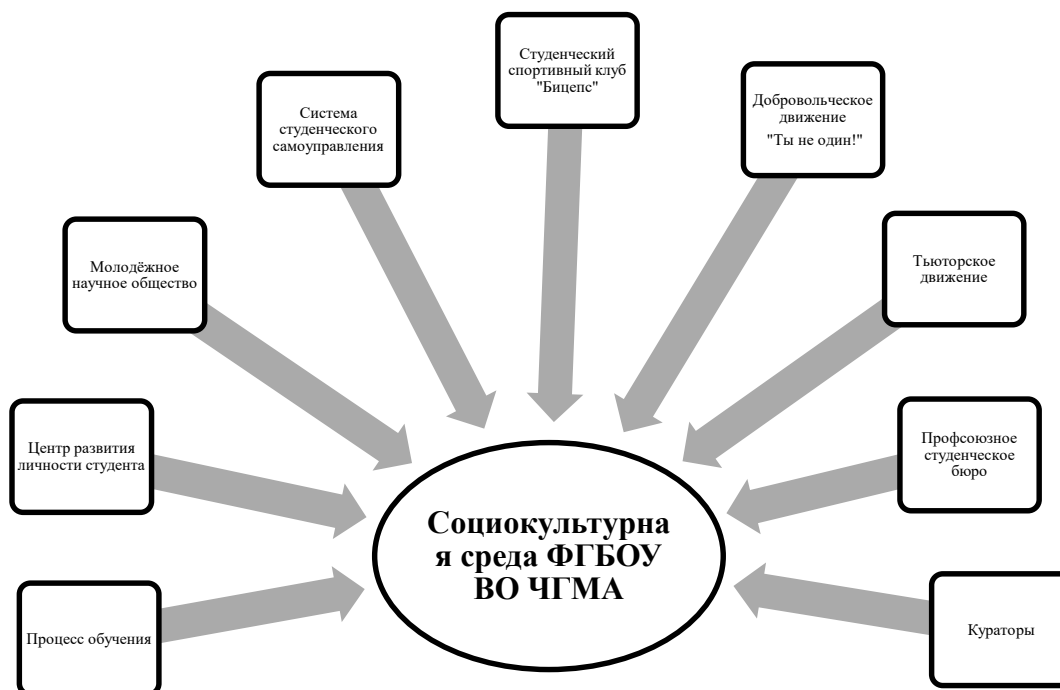 Студенческий
спортивный клуб
"Бицепс"
Система
студенческого
самоуправления
Добровольческое
движение
"Ты не один!"
Молодёжное
научное общество
Тьюторское
движение
Центр развития
личности студента
Профсоюзное
студенческое
бюро
Социокультурна
я среда ФГБОУ
ВО ЧГМА
Процесс обучения
Кураторы